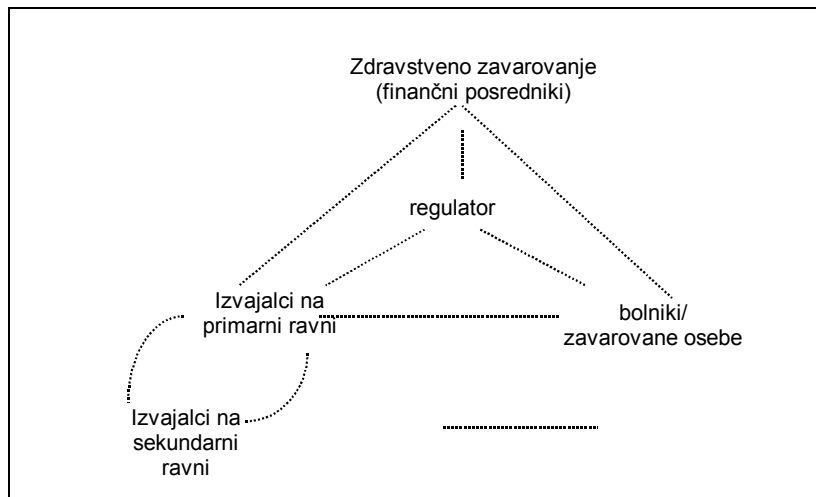 Zdravstveno zavarovanje
(finančni posredniki)
regulator
Izvajalci na
primarni ravni
bolniki/
zavarovane osebe
Izvajalci na
sekundarni
ravni